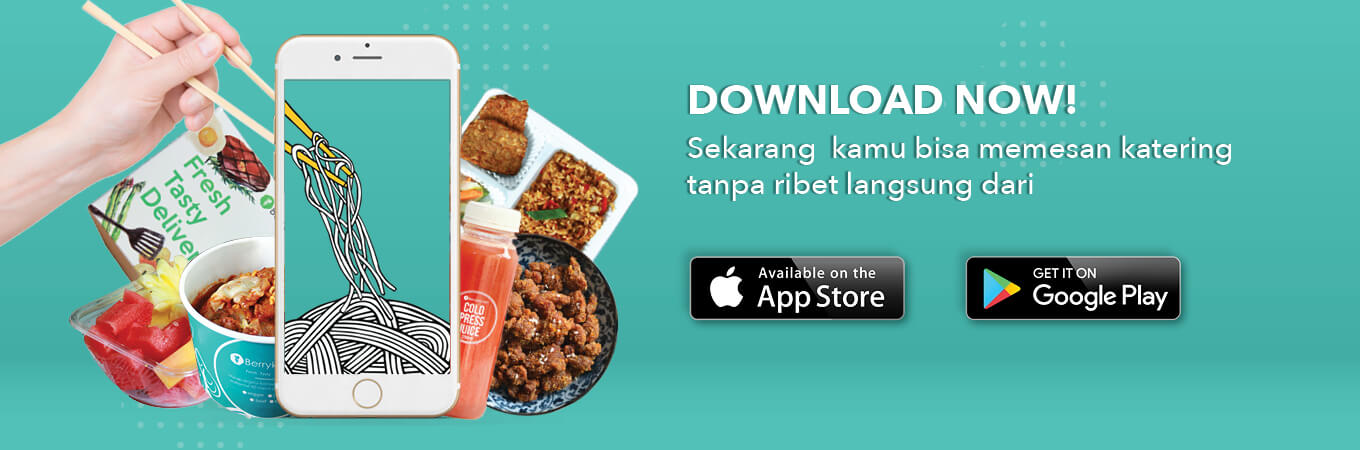 DOWNLOAD NOW!
Sekarang kamu bisa memesan katering
tanpa ribet langsung dari
Available on the
App Store
GET IT ON
Google Play
Fresh
Tasty
COLD
PRESS
JUICE